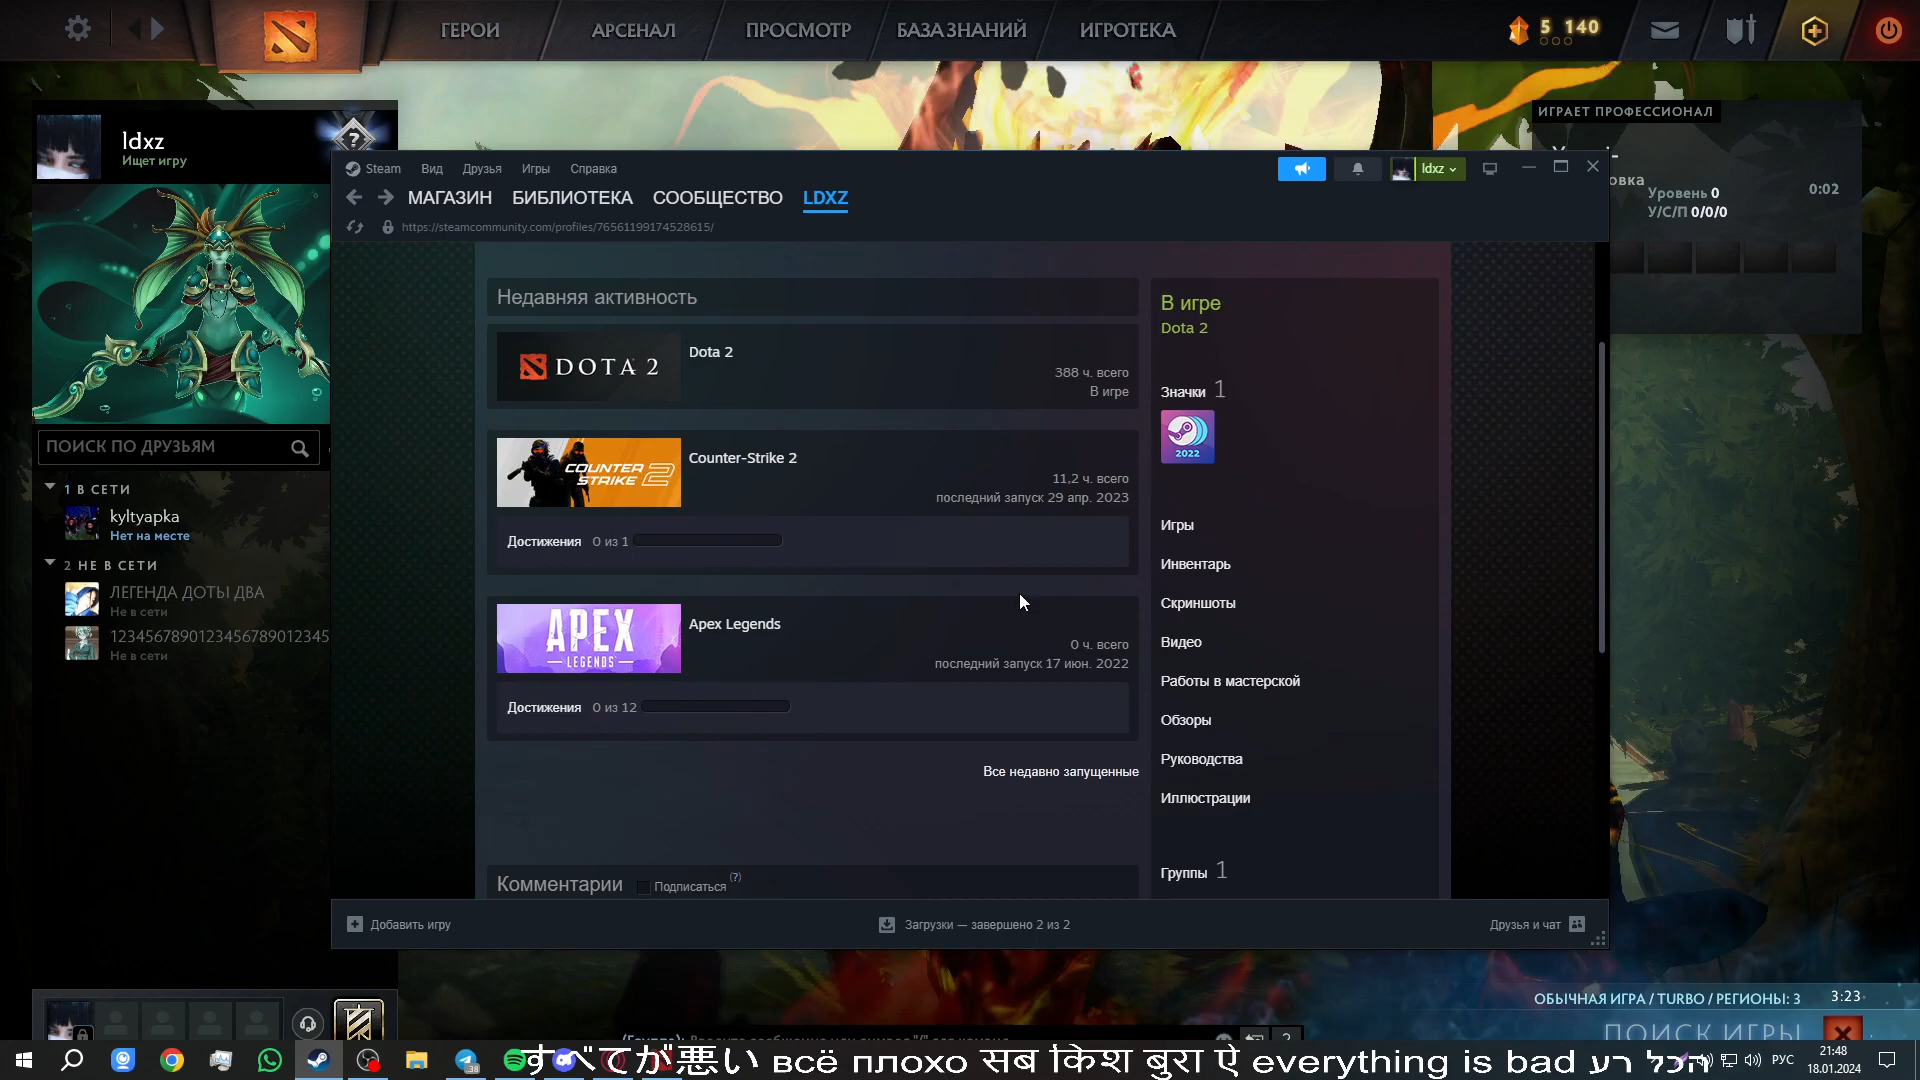 ГЕРОИ
АРСЕНАЛ
ПРОСМОТР
БАЗА ЗНАНИЙ
ИГРОТЕКА
5 140
ldxz
Ищет игру
ПОИСК ПО ДРУЗЬЯМ
1 В СЕТИ
kyltyapka
Нет на месте
2 НЕ В СЕТИ
ЛЕГЕНДА ДОТЫ ДВА
Не в сети
1234567890123456789012345
Не в сети
ИГРАЕТ ПРОФЕССИОНАЛ
Уровень 0
У/С/П 0/0/0
0:02
Steam Вид Друзья Игры Справка
ldxz
МАГАЗИН БИБЛИОТЕКА СООБЩЕСТВО LDXZ
https://steamcommunity.com/profiles/76561199174528615/
Недавняя активность
DOTA 2
Dota 2
388 ч. всего
В игре
COUNTER STRIKE 2
Counter-Strike 2
11,2 ч. всего
последний запуск 29 апр. 2023
Достижения 0 из 1
APEX
LEGENDS
Apex Legends
0 ч. всего
последний запуск 17 июн. 2022
Достижения 0 из 12
Все недавно запущенные
Комментарии Подписаться (?)
В игре
Dota 2
Значки 1
2022
Игры
Инвентарь
Скриншоты
Видео
Работы в мастерской
Обзоры
Руководства
Иллюстрации
Группы 1
Добавить игру
Загрузки — завершено 2 из 2
Друзья и чат
ОБЫЧНАЯ ИГРА / TURBO / РЕГИОНЫ: 3
3:23
ПОИСК ИГРЫ
すべてが悪い всё плохо सब किश बुरा ऐ everything is bad הכל רע
38
РУС
21:48
18.01.2024